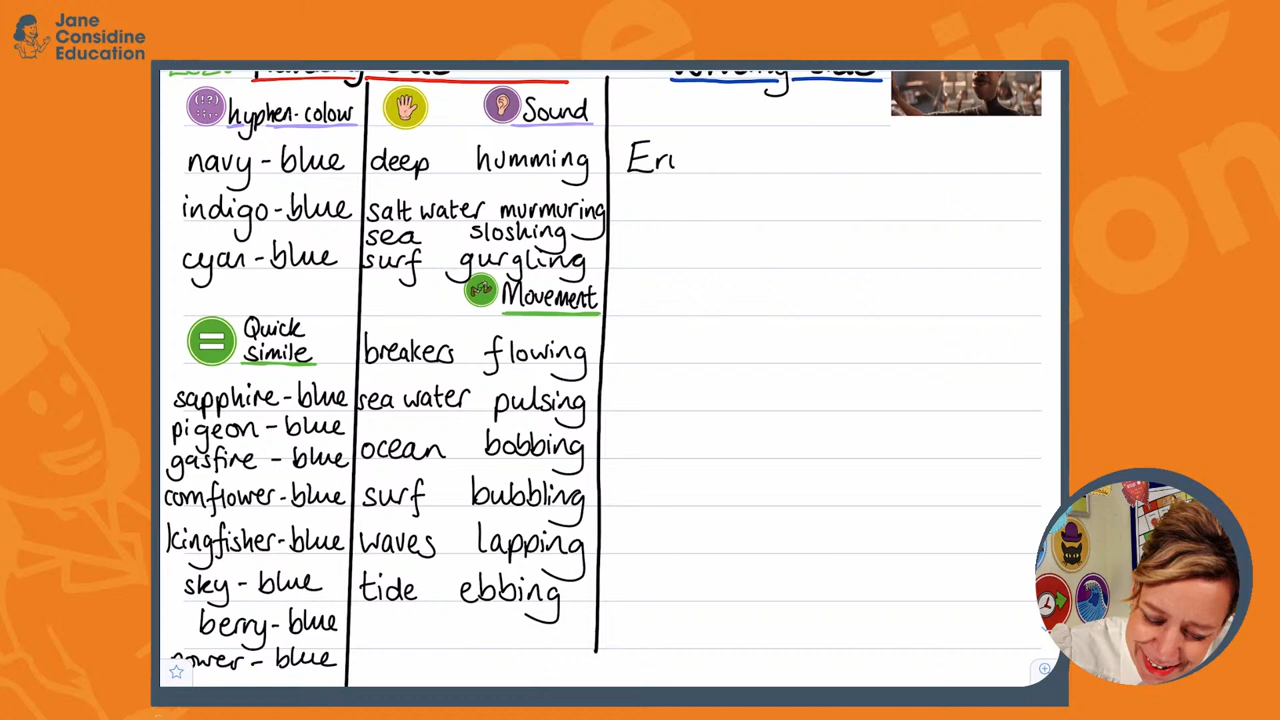 Jane
Considine
Education
hyphen-colour
navy - blue
indigo - blue
cyan - blue
Quick
simile
sapphire - blue
pigeon - blue
gasfire - blue
cornflower - blue
kingfisher - blue
sky - blue
berry - blue
power - blue
Sound
deep humming
salt water murmuring
sea sloshing
surf gurgling
Movement
breakers flowing
sea water pulsing
ocean bobbing
surf bubbling
waves lapping
tide ebbing